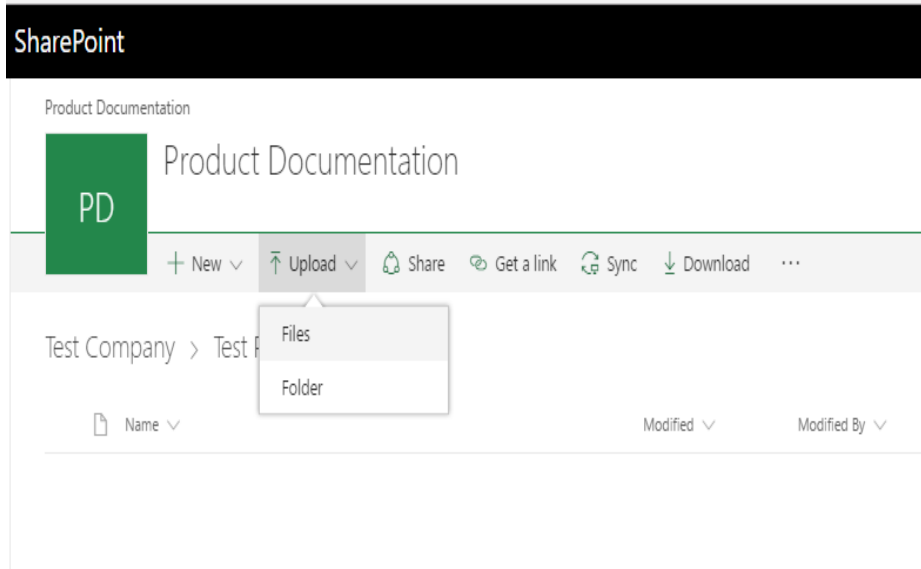 SharePoint
Product Documentation
Product Documentation
PD
New Upload Share Get a link Sync Download ...
Files
Test Company > Test
Folder
Name Modified Modified By